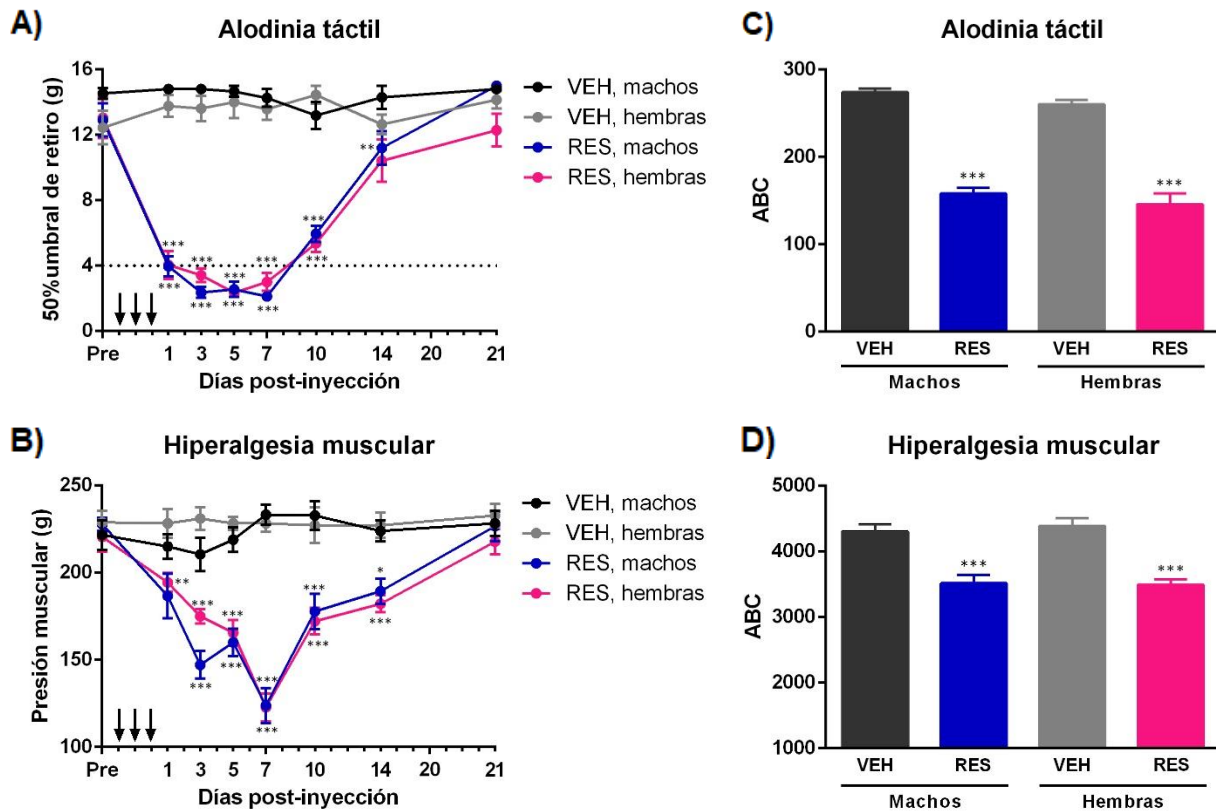 A)
Alodinia táctil
50%umbral de retiro (g)
16
12
8
4
0
***
***
***
***
***
***
***
***
***
***
**
Pre
1
3
5
7
10
14
20
21
Días post-inyección
VEH, machos
VEH, hembras
RES, machos
RES, hembras
C)
Alodinia táctil
ABC
300
200
100
0
***
***
VEH
RES
VEH
RES
Machos
Hembras
B)
Hiperalgesia muscular
Presión muscular (g)
250
200
150
100
**
***
***
***
***
***
***
***
*
***
Pre
1
3
5
7
10
14
20
21
Días post-inyección
VEH, machos
VEH, hembras
RES, machos
RES, hembras
D)
Hiperalgesia muscular
ABC
5000
4000
3000
2000
1000
***
***
VEH
RES
VEH
RES
Machos
Hembras